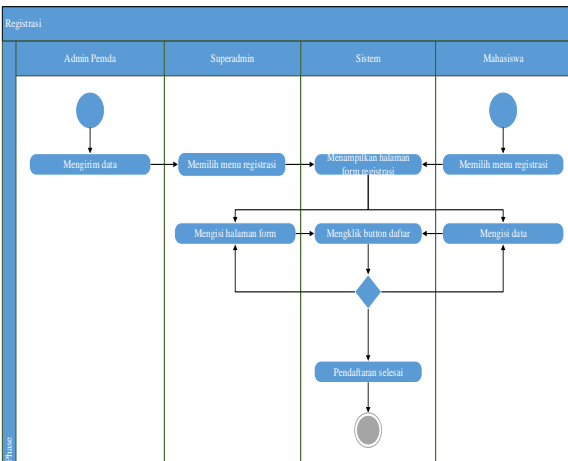 Registrasi
Admin Pemda
Superadmin
Sistem
Mahasiswa
Mengirim data
Memilih menu registrasi
Menampilkan halaman
form registrasi
Memilih menu registrasi
Mengisi halaman form
Mengklik button daftar
Mengisi data
Pendaftaran selesai
Phase